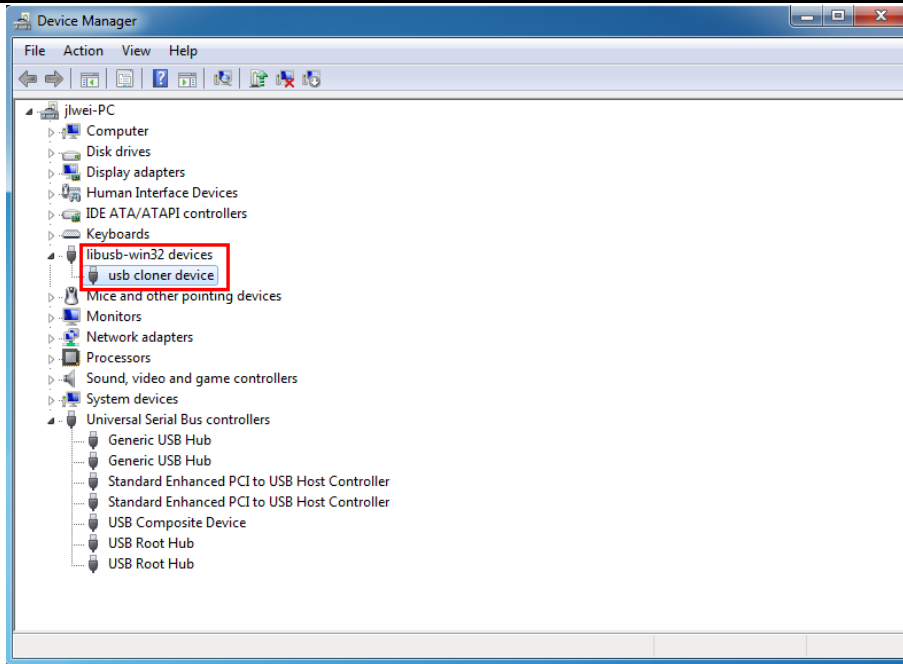 Device Manager
File Action View Help
jlwei-PC
Computer
Disk drives
Display adapters
Human Interface Devices
IDE ATA/ATAPI controllers
Keyboards
libusb-win32 devices
usb cloner device
Mice and other pointing devices
Monitors
Network adapters
Processors
Sound, video and game controllers
System devices
Universal Serial Bus controllers
Generic USB Hub
Generic USB Hub
Standard Enhanced PCI to USB Host Controller
Standard Enhanced PCI to USB Host Controller
USB Composite Device
USB Root Hub
USB Root Hub